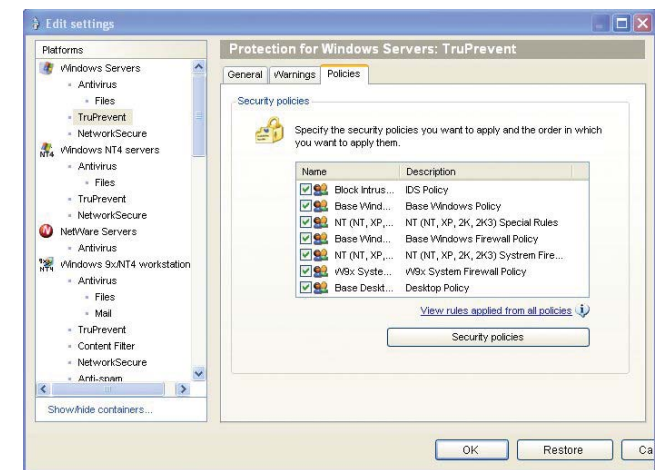 Edit settings
Platforms
Windows Servers
Antivirus
Files
TruPrevent
NetworkSecure
Windows NT4 servers
Antivirus
Files
TruPrevent
NetworkSecure
NetWare Servers
Antivirus
Windows 9x/NT4 workstation
Antivirus
Files
Mail
TruPrevent
Content Filter
NetworkSecure
Anti-spam
Show/hide containers...
Protection for Windows Servers: TruPrevent
General Warnings Policies
Security policies
Specify the security policies you want to apply and the order in which
you want to apply them.
Name Description
Block Intrus... IDS Policy
Base Wind... Base Windows Policy
NT (NT, XP,... NT (NT, XP, 2K, 2K3) Special Rules
Base Wind... Base Windows Firewall Policy
NT (NT, XP,... NT (NT, XP, 2K, 2K3) Systrem Fire...
W9x Syste... W9x System Firewall Policy
Base Deskt... Desktop Policy
View rules applied from all policies
Security policies
OK Restore Ca